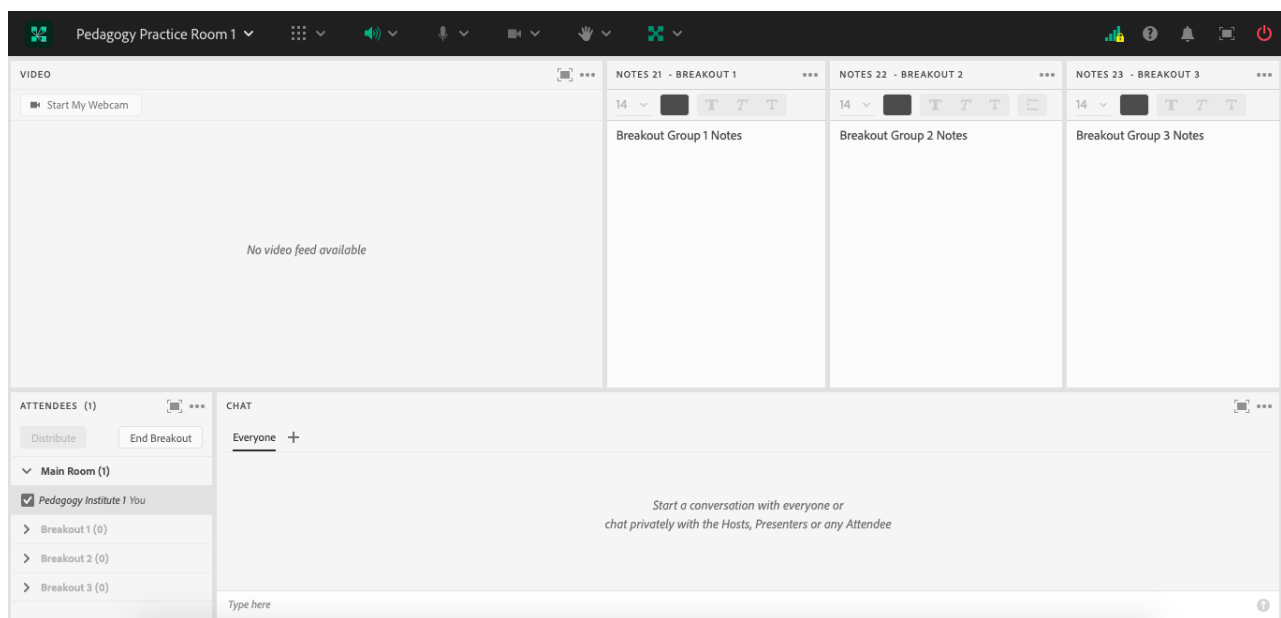 Pedagogy Practice Room 1
VIDEO
Start My Webcam
No video feed available
NOTES 21 - BREAKOUT 1
14 T T T
Breakout Group 1 Notes
NOTES 22 - BREAKOUT 2
14 T T T
Breakout Group 2 Notes
NOTES 23 - BREAKOUT 3
14 T T T
Breakout Group 3 Notes
ATTENDEES (1)
Distribute End Breakout
Main Room (1)
Pedagogy Institute 1 You
Breakout 1 (0)
Breakout 2 (0)
Breakout 3 (0)
CHAT
Everyone
Start a conversation with everyone or
chat privately with the Hosts, Presenters or any Attendee
Type here